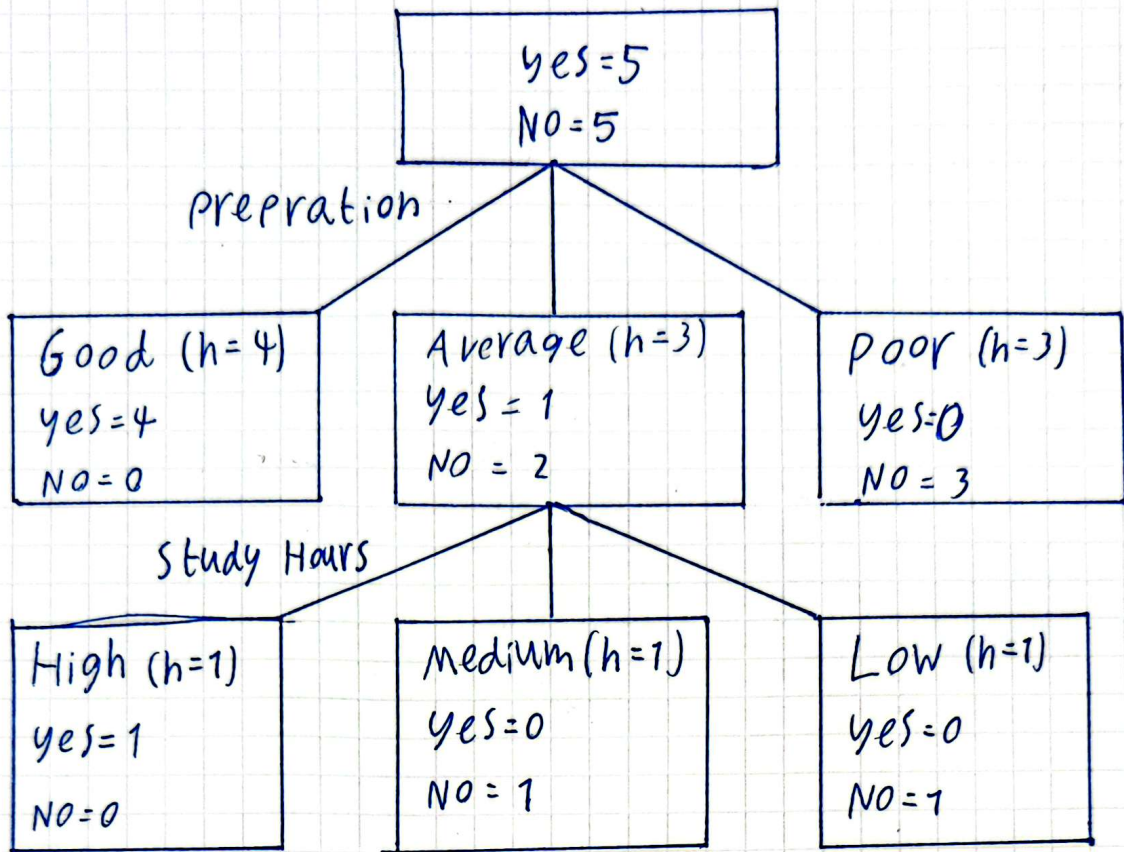 yes=5
NO=5
prepration
Good (h=4)
yes=4
NO=0
Average (h=3)
yes=1
NO=2
poor (h=3)
yes=0
NO=3
Study Hours
High (h=1)
yes=1
NO=0
Medium (h=1)
yes=0
NO=1
Low (h=1)
yes=0
NO=1